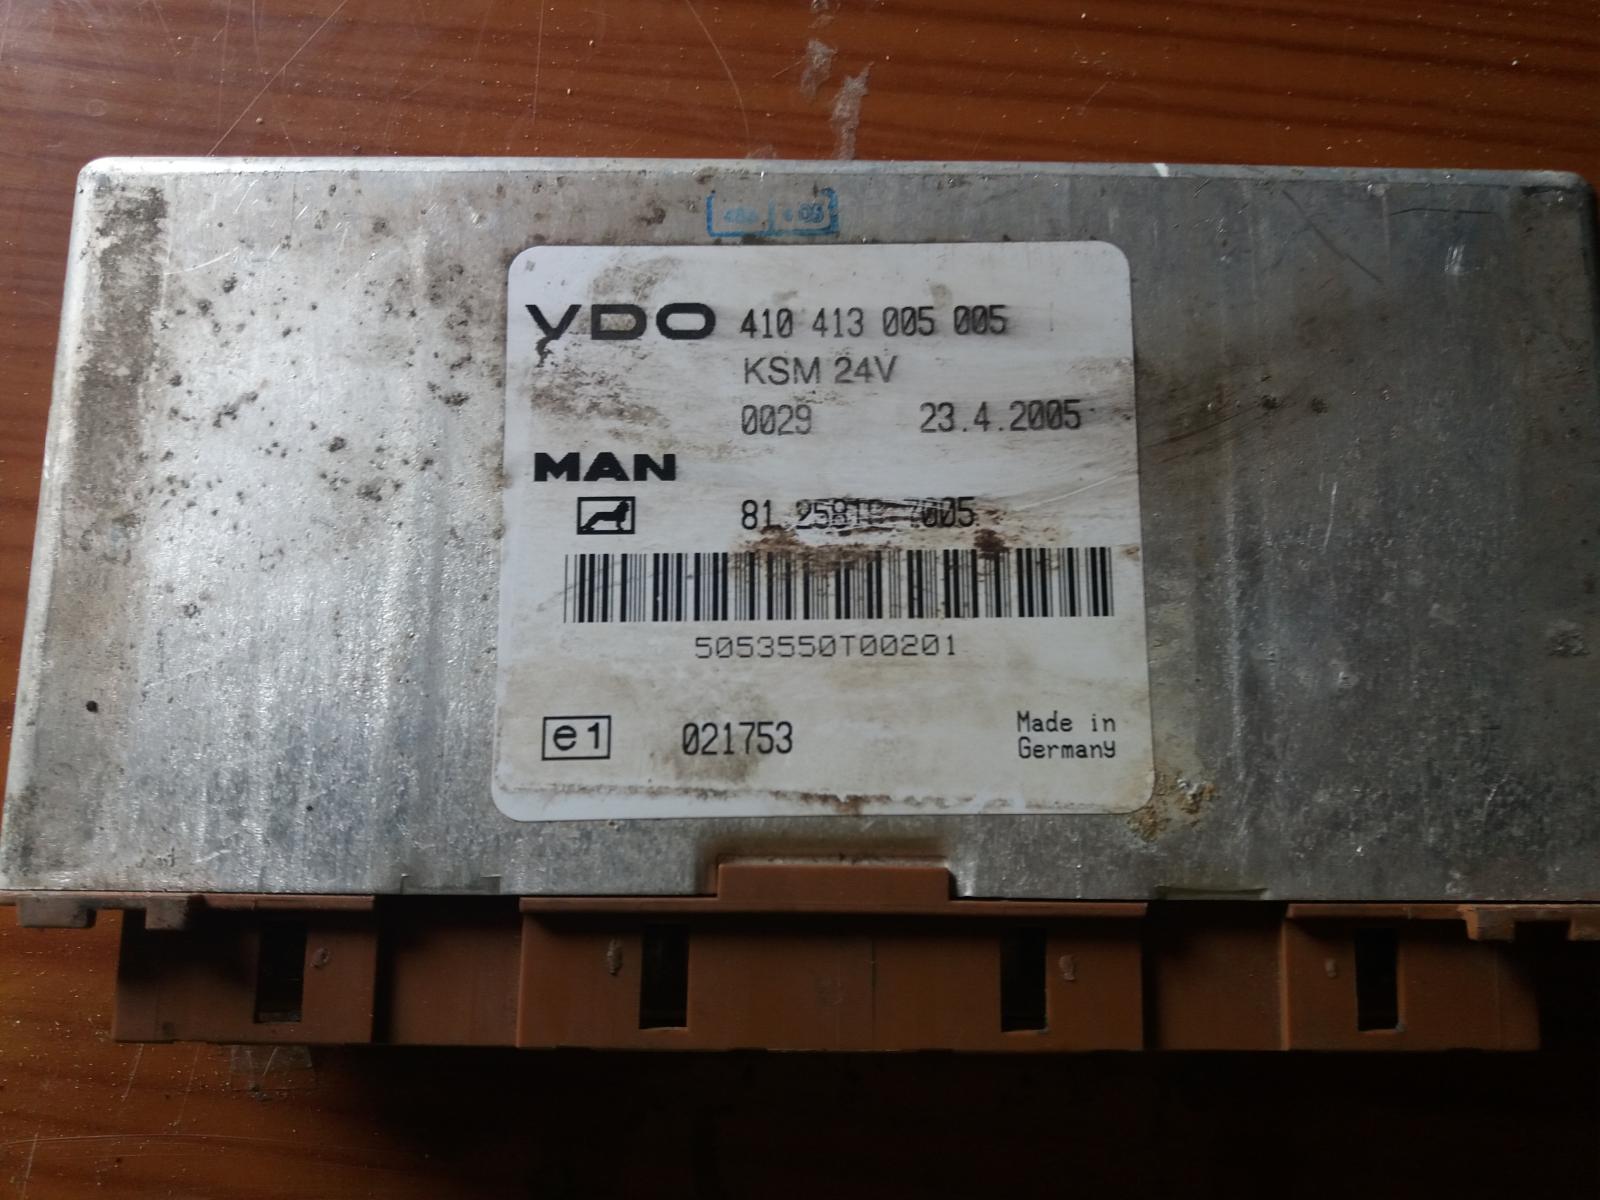 VDO 410 413 005 005
KSM 24V
0029 23.4.2005
MAN
81 7005
5053550T00201
e1 021753 Made in
Germany